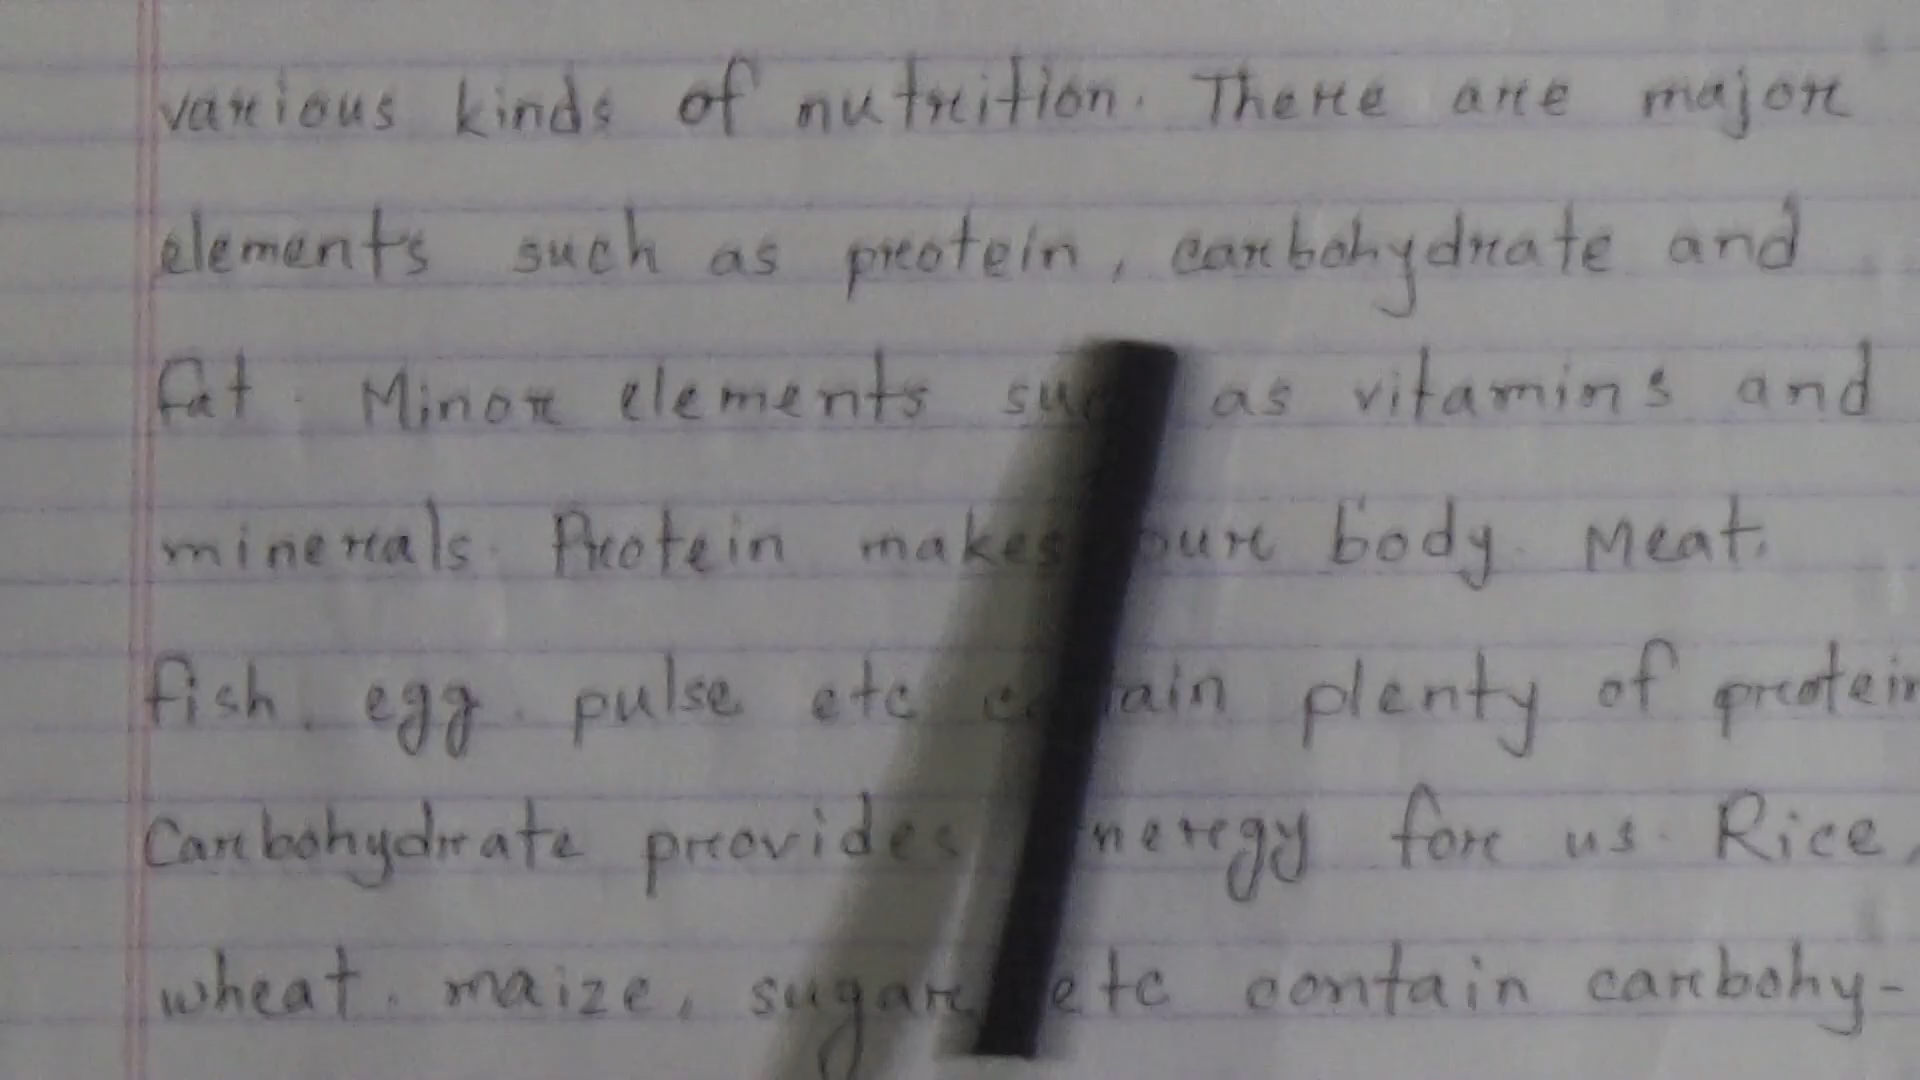 various kinds of nutrition. There are major
elements such as protein, carbohydrate and
fat. Minor elements as vitamins and
minerals. Protein makes our body. Meat,
fish, egg, pulse etc plenty of protein
Carbohydrate provides for us. Rice,
wheat, maize, sugar etc contain carbohy-